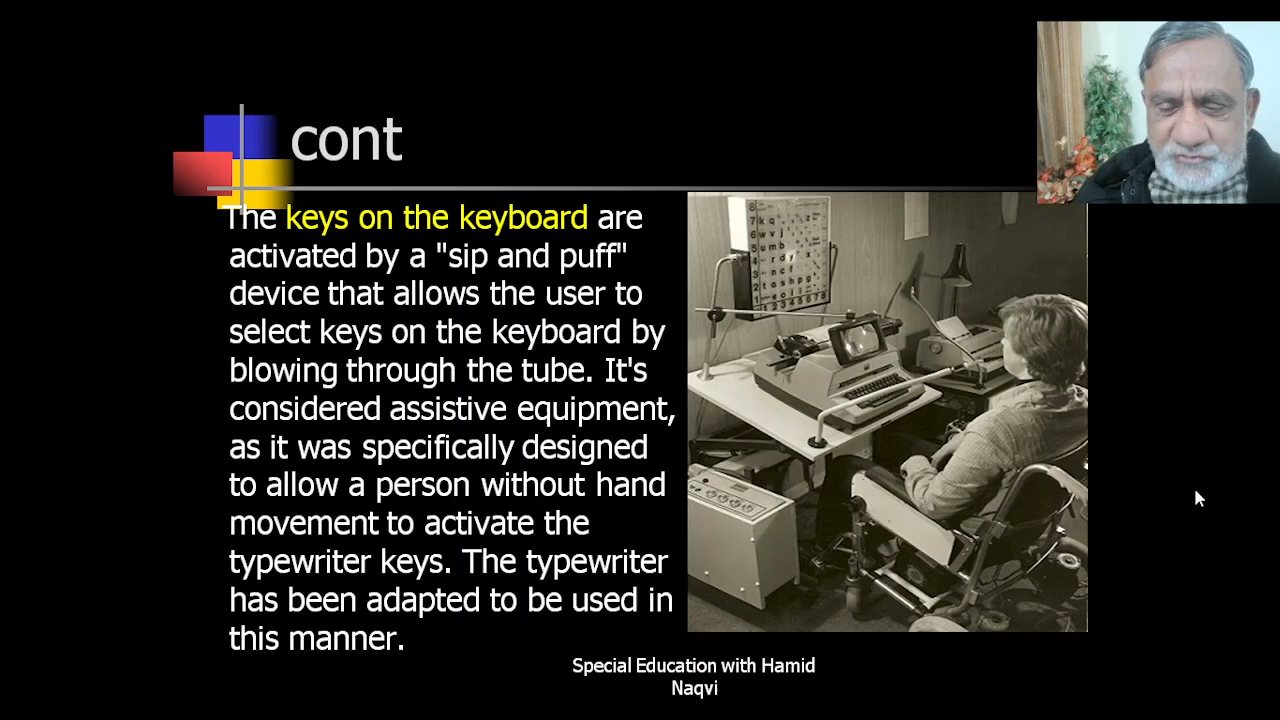 cont
The keys on the keyboard are
activated by a "sip and puff"
device that allows the user to
select keys on the keyboard by
blowing through the tube. It's
considered assistive equipment,
as it was specifically designed
to allow a person without hand
movement to activate the
typewriter keys. The typewriter
has been adapted to be used in
this manner.
Special Education with Hamid
Naqvi